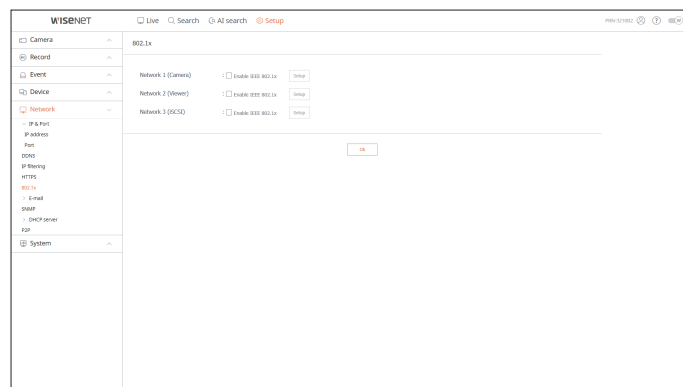 WISENET
Live Search AI search Setup
PRN-3210B2
Camera
Record
Event
Device
Network
IP & Port
IP address
Port
DDNS
IP filtering
HTTPS
802.1x
E-mail
SNMP
DHCP server
P2P
System
802.1x
Network 1 (Camera) : Enable IEEE 802.1x Setup
Network 2 (Viewer) : Enable IEEE 802.1x Setup
Network 3 (iSCSI) : Enable IEEE 802.1x Setup
Ok